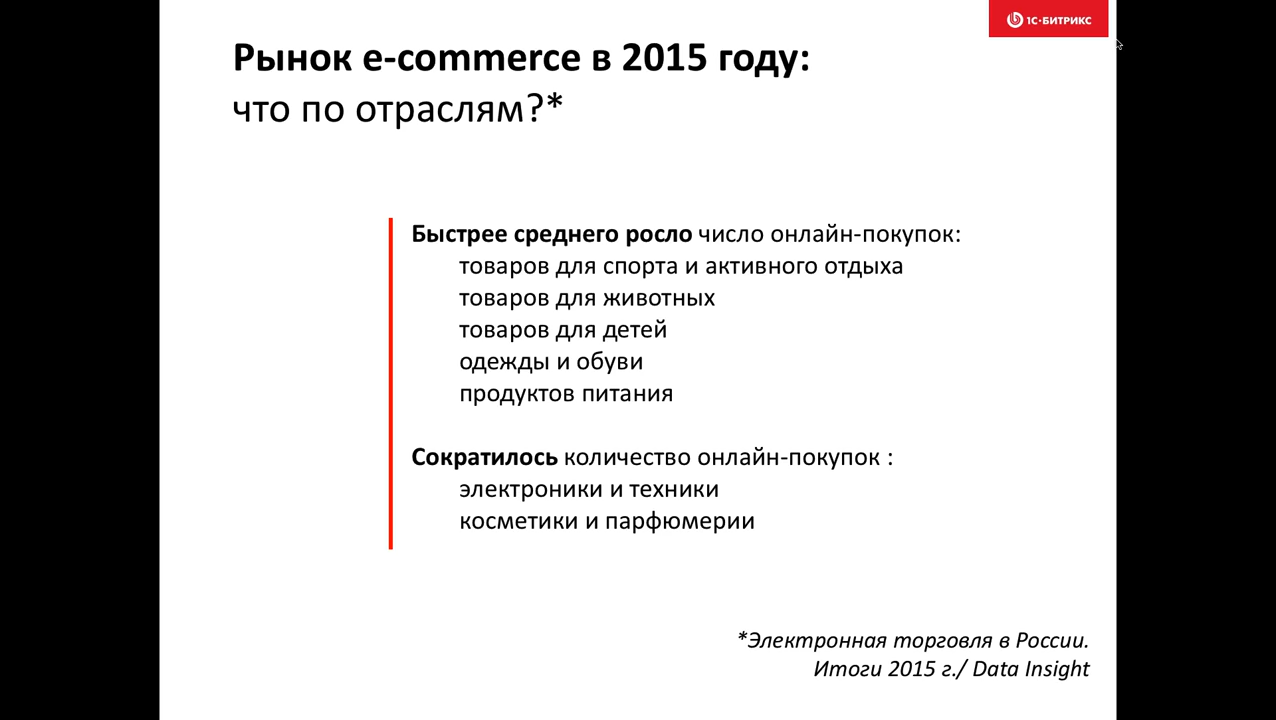 1С·БИТРИКС
Рынок e-commerce в 2015 году:
что по отраслям?*
Быстрее среднего росло число онлайн-покупок:
товаров для спорта и активного отдыха
товаров для животных
товаров для детей
одежды и обуви
продуктов питания
Сократилось количество онлайн-покупок :
электроники и техники
косметики и парфюмерии
*Электронная торговля в России.
Итоги 2015 г./ Data Insight